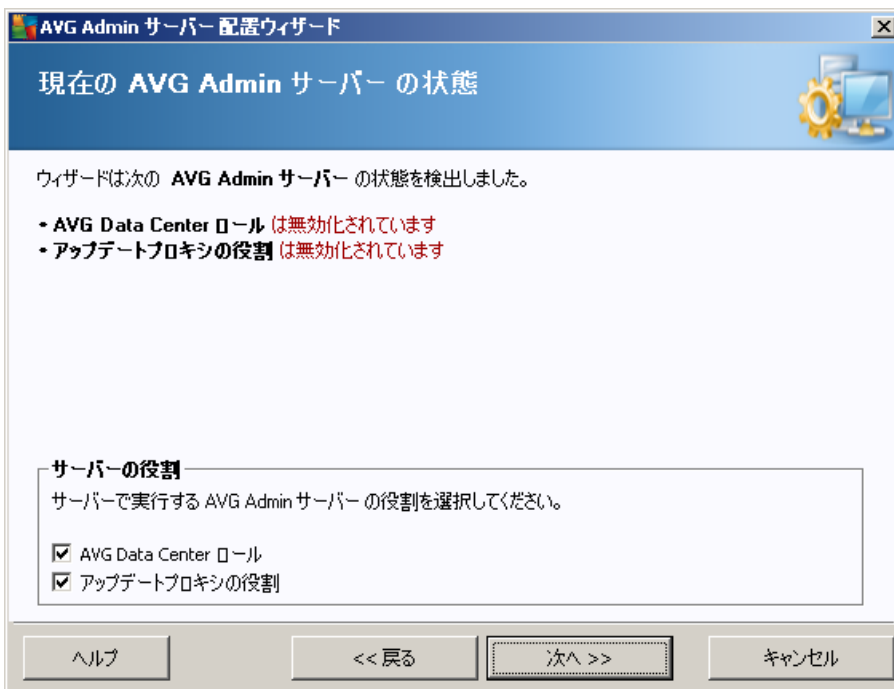 AVG Admin サーバー 配置ウィザード
現在の AVG Admin サーバー の状態
ウィザードは次の AVG Admin サーバー の状態を検出しました。
• AVG Data Center ロール は無効化されています
• アップデートプロキシの役割 は無効化されています
サーバーの役割
サーバーで実行する AVG Admin サーバー の役割を選択してください。
AVG Data Center ロール
アップデートプロキシの役割
ヘルプ
<< 戻る
次へ >>
キャンセル